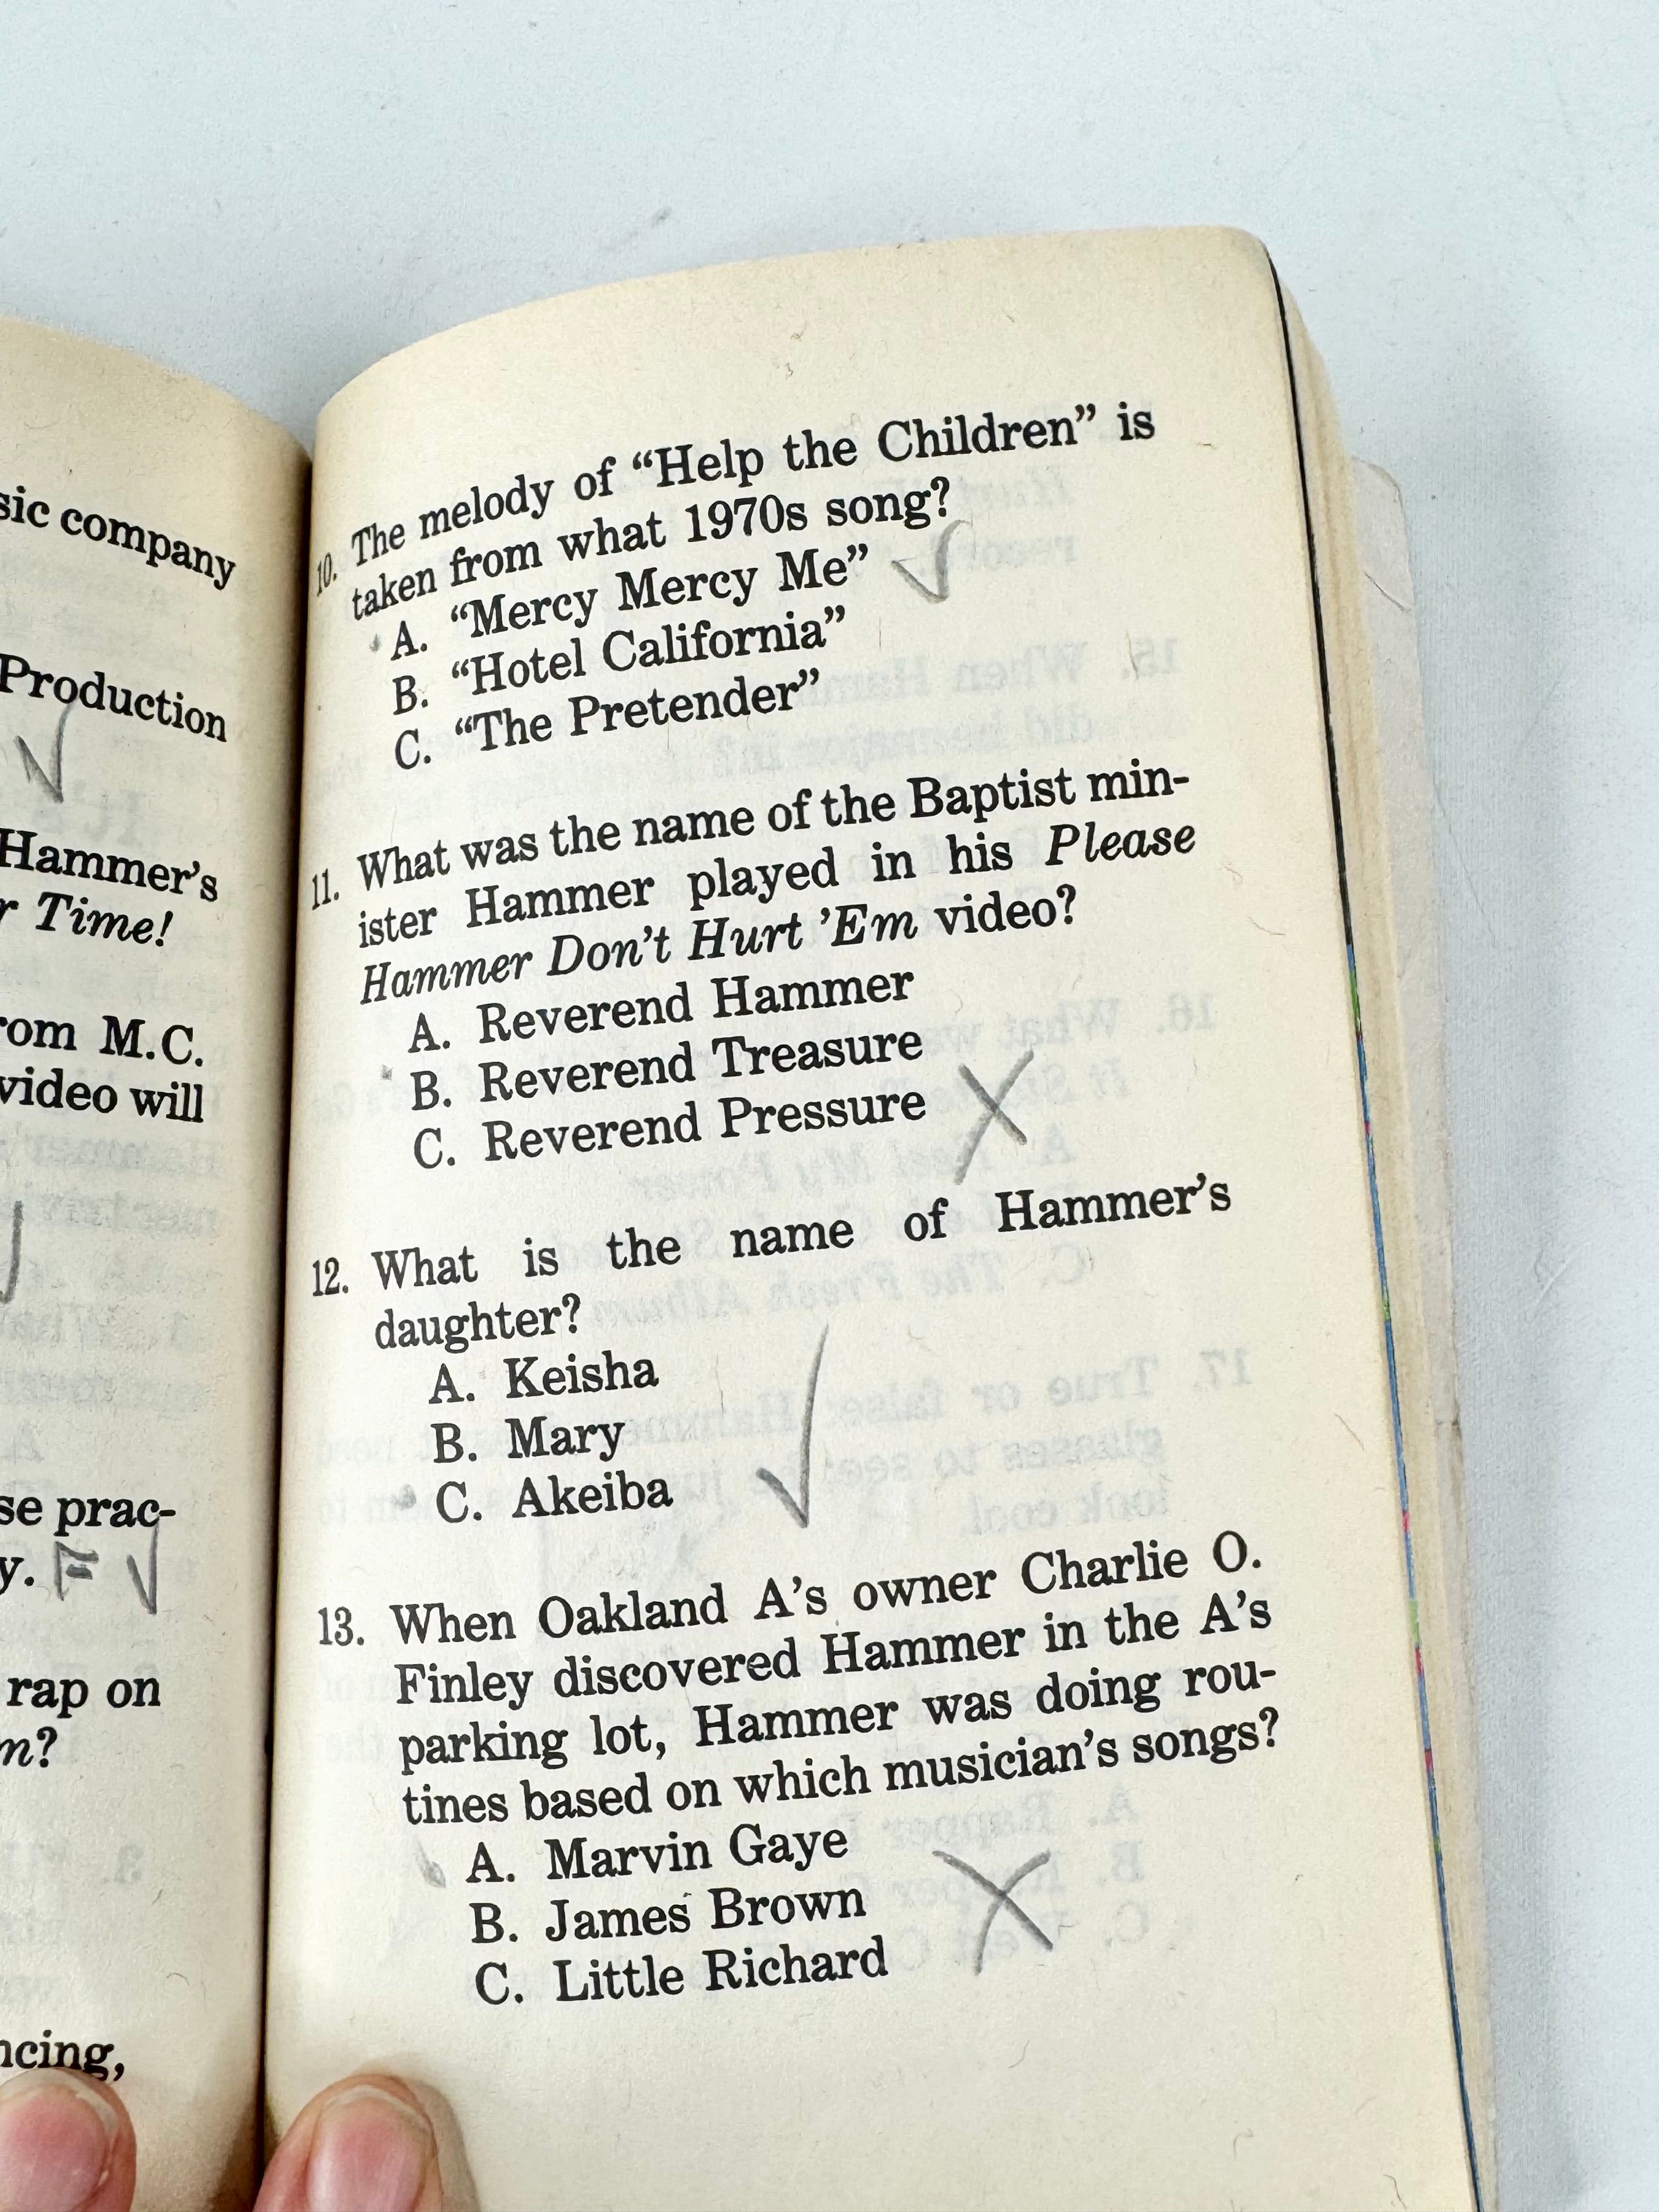 sic company
Production
Hammer's
r Time!
rom M.C.
video will
se prac-
y. F
rap on
m?
ncing,
10. The melody of “Help the Children” is
taken from what 1970s song?
A. “Mercy Mercy Me”
B. “Hotel California”
C. “The Pretender”
11. What was the name of the Baptist min-
ister Hammer played in his Please
Hammer Don't Hurt 'Em video?
A. Reverend Hammer
B. Reverend Treasure
C. Reverend Pressure
12. What is the name of Hammer's
daughter?
A. Keisha
B. Mary
C. Akeiba
13. When Oakland A's owner Charlie O.
Finley discovered Hammer in the A's
parking lot, Hammer was doing rou-
tines based on which musician's songs?
A. Marvin Gaye
B. James Brown
C. Little Richard